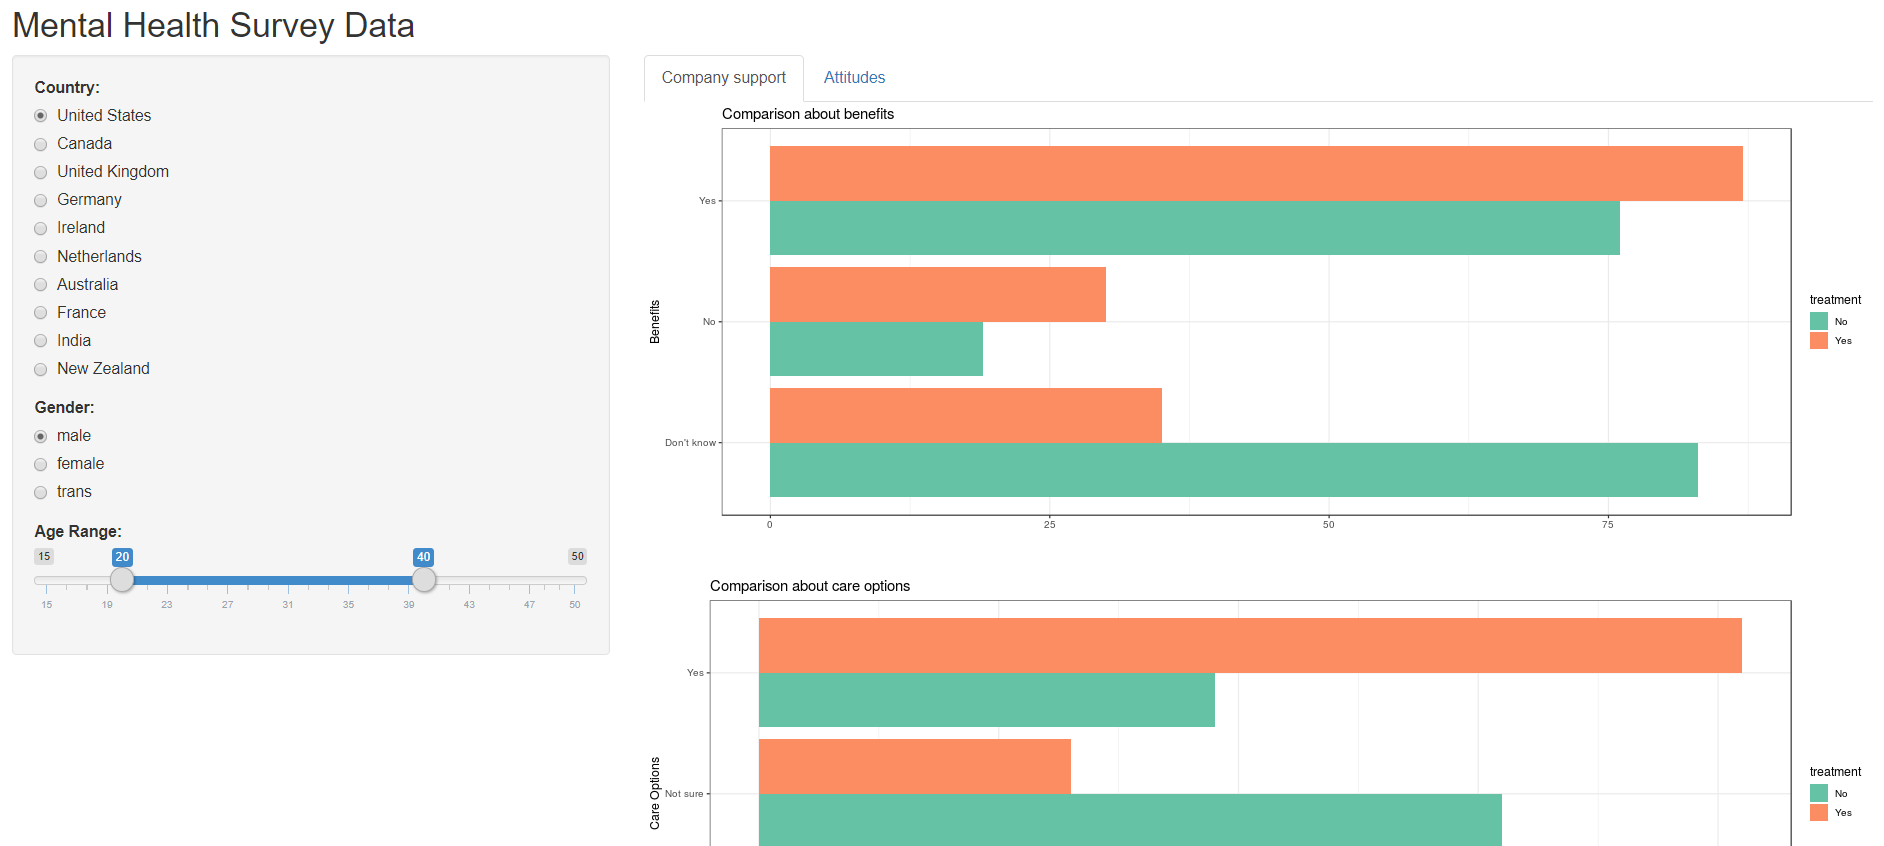 Mental Health Survey Data
Country:
United States
Canada
United Kingdom
Germany
Ireland
Netherlands
Australia
France
India
New Zealand
Gender:
male
female
trans
Age Range:
15 20 40 50
15 19 23 27 31 35 39 43 47 50
Company support Attitudes
Comparison about benefits
Benefits
Yes
No
Don't know
0 25 50 75
treatment
No
Yes
Comparison about care options
Care Options
Yes
Not sure
treatment
No
Yes